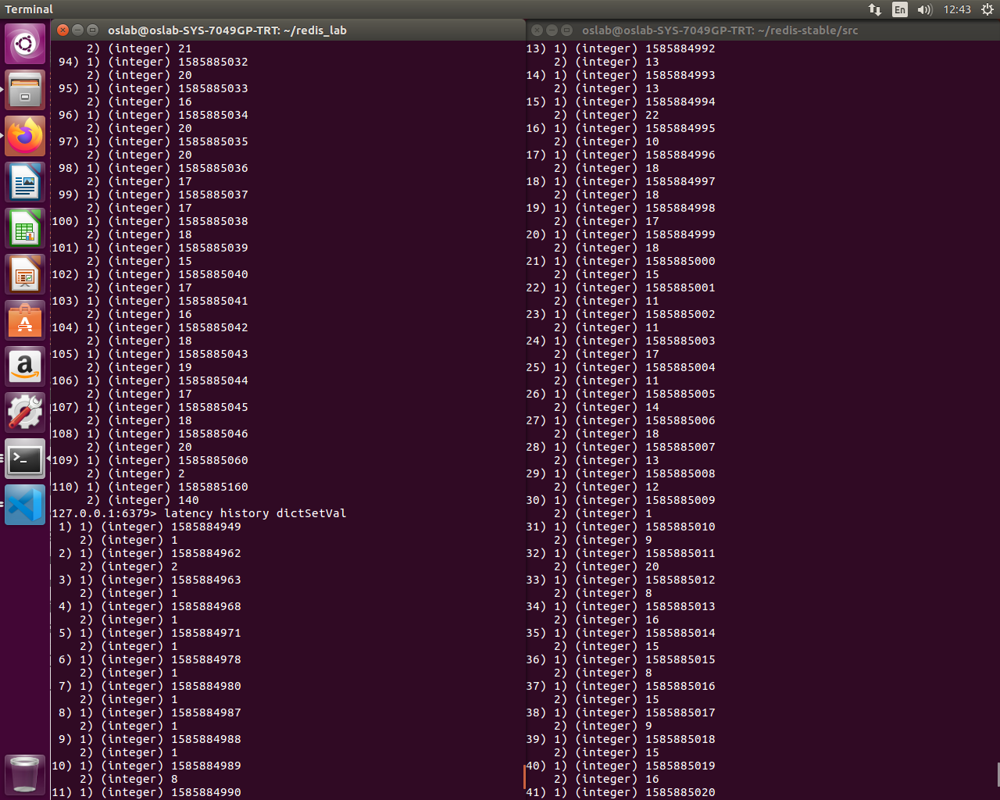 Terminal
En
12:43
oslab@oslab-SYS-7049GP-TRT: ~/redis_lab
2) (integer) 21
94) 1) (integer) 1585885032
2) (integer) 20
95) 1) (integer) 1585885033
2) (integer) 16
96) 1) (integer) 1585885034
2) (integer) 20
97) 1) (integer) 1585885035
2) (integer) 20
98) 1) (integer) 1585885036
2) (integer) 17
99) 1) (integer) 1585885037
2) (integer) 17
100) 1) (integer) 1585885038
2) (integer) 18
101) 1) (integer) 1585885039
2) (integer) 15
102) 1) (integer) 1585885040
2) (integer) 17
103) 1) (integer) 1585885041
2) (integer) 16
104) 1) (integer) 1585885042
2) (integer) 18
105) 1) (integer) 1585885043
2) (integer) 19
106) 1) (integer) 1585885044
2) (integer) 17
107) 1) (integer) 1585885045
2) (integer) 18
108) 1) (integer) 1585885046
2) (integer) 20
109) 1) (integer) 1585885060
2) (integer) 2
110) 1) (integer) 1585885160
2) (integer) 140
127.0.0.1:6379> latency history dictSetVal
1) 1) (integer) 1585884949
2) (integer) 1
2) 1) (integer) 1585884962
2) (integer) 2
3) 1) (integer) 1585884963
2) (integer) 1
4) 1) (integer) 1585884968
2) (integer) 1
5) 1) (integer) 1585884971
2) (integer) 1
6) 1) (integer) 1585884978
2) (integer) 1
7) 1) (integer) 1585884980
2) (integer) 1
8) 1) (integer) 1585884987
2) (integer) 1
9) 1) (integer) 1585884988
2) (integer) 1
10) 1) (integer) 1585884989
2) (integer) 8
11) 1) (integer) 1585884990
oslab@oslab-SYS-7049GP-TRT: ~/redis-stable/src
13) 1) (integer) 1585884992
2) (integer) 13
14) 1) (integer) 1585884993
2) (integer) 13
15) 1) (integer) 1585884994
2) (integer) 22
16) 1) (integer) 1585884995
2) (integer) 10
17) 1) (integer) 1585884996
2) (integer) 18
18) 1) (integer) 1585884997
2) (integer) 18
19) 1) (integer) 1585884998
2) (integer) 17
20) 1) (integer) 1585884999
2) (integer) 18
21) 1) (integer) 1585885000
2) (integer) 15
22) 1) (integer) 1585885001
2) (integer) 11
23) 1) (integer) 1585885002
2) (integer) 11
24) 1) (integer) 1585885003
2) (integer) 17
25) 1) (integer) 1585885004
2) (integer) 11
26) 1) (integer) 1585885005
2) (integer) 14
27) 1) (integer) 1585885006
2) (integer) 18
28) 1) (integer) 1585885007
2) (integer) 13
29) 1) (integer) 1585885008
2) (integer) 12
30) 1) (integer) 1585885009
2) (integer) 1
31) 1) (integer) 1585885010
2) (integer) 9
32) 1) (integer) 1585885011
2) (integer) 20
33) 1) (integer) 1585885012
2) (integer) 8
34) 1) (integer) 1585885013
2) (integer) 16
35) 1) (integer) 1585885014
2) (integer) 15
36) 1) (integer) 1585885015
2) (integer) 8
37) 1) (integer) 1585885016
2) (integer) 15
38) 1) (integer) 1585885017
2) (integer) 9
39) 1) (integer) 1585885018
2) (integer) 15
40) 1) (integer) 1585885019
2) (integer) 16
41) 1) (integer) 1585885020